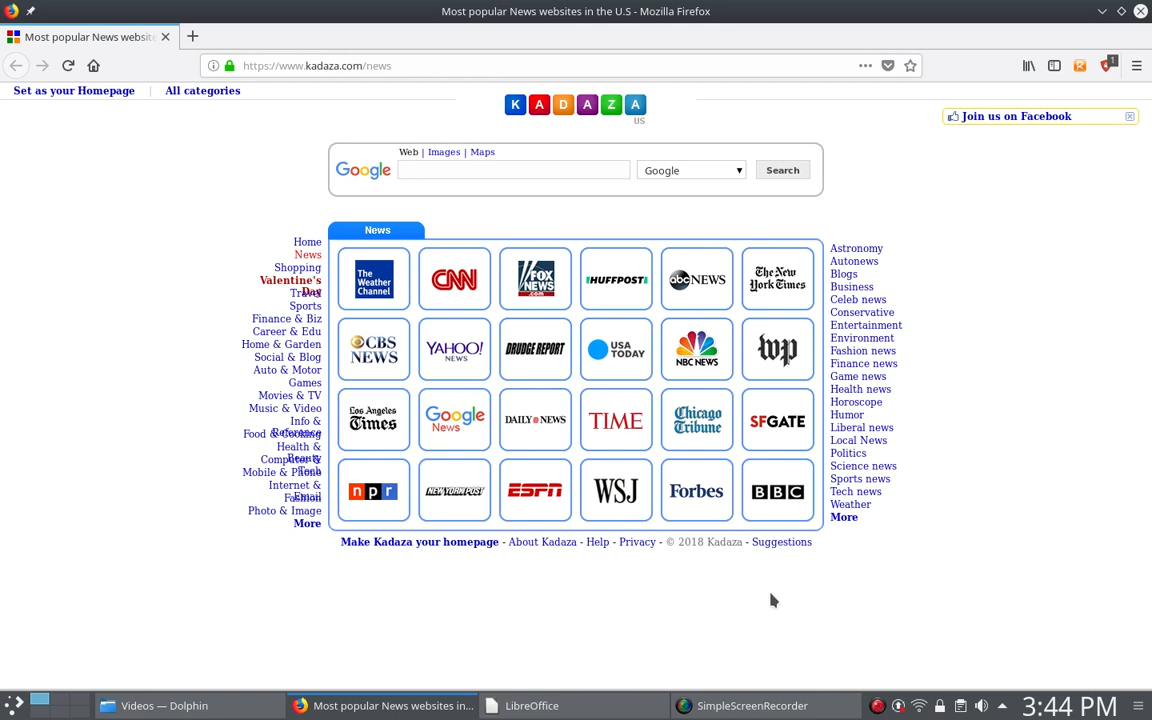 Most popular News websites in the U.S - Mozilla Firefox
Most popular News website
https://www.kadaza.com/news
1
Set as your Homepage | All categories
KADAZA
US
Join us on Facebook
Web | Images | Maps
Google
Google
Search
News
Home
News
Shopping
Valentine's Day
Travel
Sports
Finance & Biz
Career & Edu
Home & Garden
Social & Blog
Auto & Motor
Games
Movies & TV
Music & Video
Info & Reference
Food & Cooking
Health & Beauty
Computer & Tech
Mobile & Phone
Internet & Email
Fashion
Photo & Image
More
The Weather Channel
CNN
FOX NEWS .com
HUFFPOST
abc NEWS
The New York Times
CBS NEWS
YAHOO! NEWS
DRUDGE REPORT
USA TODAY
NBC NEWS
wp
Los Angeles Times
Google News
DAILY NEWS
TIME
Chicago Tribune
SFGATE
npr
NEW YORK POST
ESPN
WSJ
Forbes
BBC
Astronomy
Autonews
Blogs
Business
Celeb news
Conservative
Entertainment
Environment
Fashion news
Finance news
Game news
Health news
Horoscope
Humor
Liberal news
Local News
Politics
Science news
Sports news
Tech news
Weather
More
Make Kadaza your homepage - About Kadaza - Help - Privacy - © 2018 Kadaza - Suggestions
Videos — Dolphin
Most popular News websites in...
LibreOffice
SimpleScreenRecorder
3:44 PM